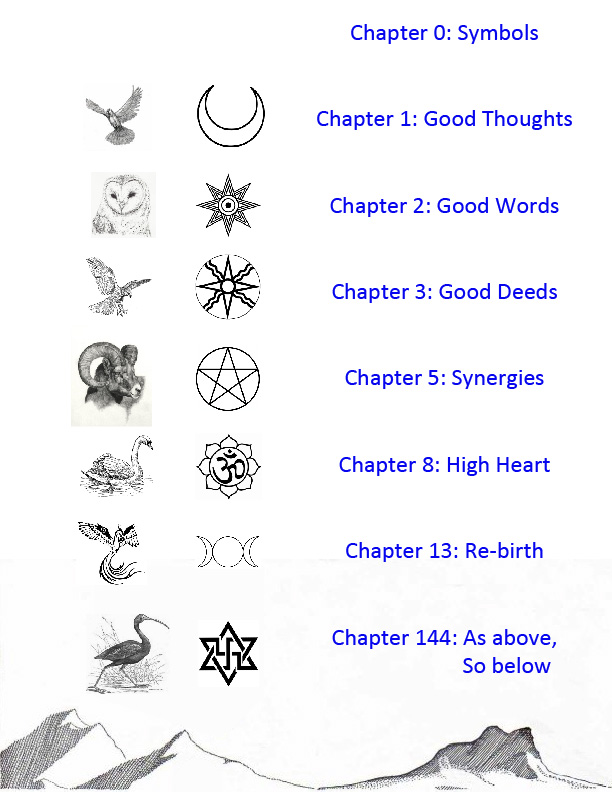 Chapter 0: Symbols
Chapter 1: Good Thoughts
Chapter 2: Good Words
Chapter 3: Good Deeds
Chapter 5: Synergies
ॐ
Chapter 8: High Heart
Chapter 13: Re-birth
Chapter 144: As above,
So below